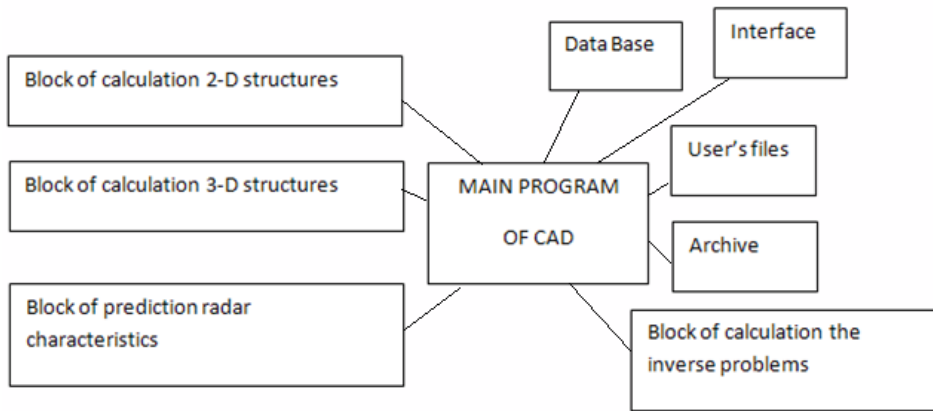 Data Base
Interface
Block of calculation 2-D structures
User’s files
Block of calculation 3-D structures
MAIN PROGRAM
OF CAD
Archive
Block of prediction radar
characteristics
Block of calculation the
inverse problems